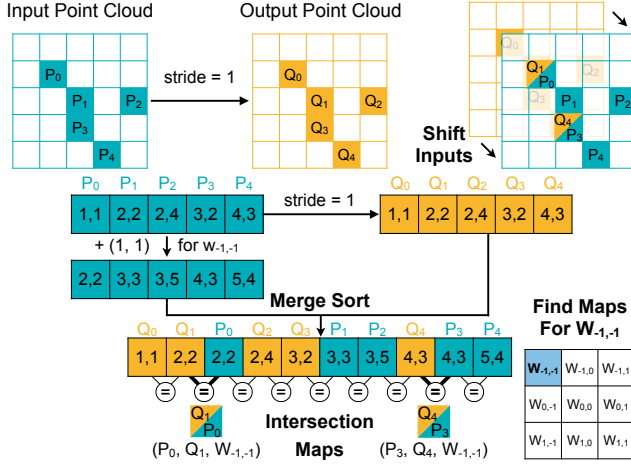 Input Point Cloud
Output Point Cloud
P0
P1
P2
P3
P4
stride = 1
Q0
Q1
Q2
Q3
Q4
Q0
Q1
P0
Q2
Q3
P1
P2
Q4
P3
P4
Shift
Inputs
P0 P1 P2 P3 P4
1,1 2,2 2,4 3,2 4,3
stride = 1
Q0 Q1 Q2 Q3 Q4
1,1 2,2 2,4 3,2 4,3
+ (1, 1) for w-1,-1
2,2 3,3 3,5 4,3 5,4
Merge Sort
Q0 Q1 P0 Q2 Q3 P1 P2 Q4 P3 P4
1,1 2,2 2,2 2,4 3,2 3,3 3,5 4,3 4,3 5,4
= = = = = = = = =
Q1
P0
Intersection
Q4
P3
(P0, Q1, W-1,-1)
Maps
(P3, Q4, W-1,-1)
Find Maps
For W-1,-1
W-1,-1 W-1,0 W-1,1
W0,-1 W0,0 W0,1
W1,-1 W1,0 W1,1